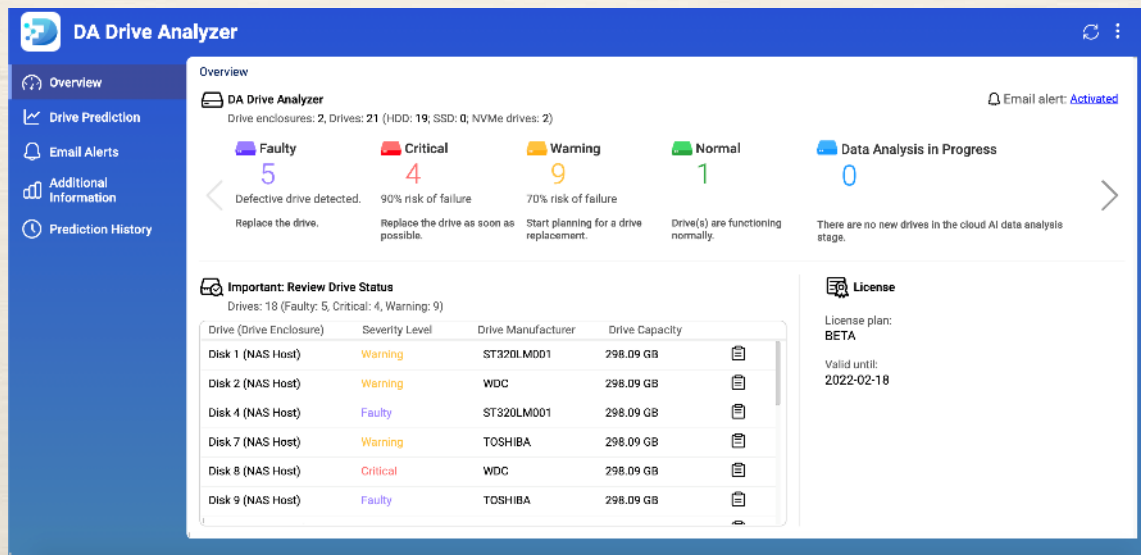 DA Drive Analyzer
Overview
Drive Prediction
Email Alerts
Additional
Information
Prediction History
Overview
DA Drive Analyzer
Email alert: Activated
Drive enclosures: 2, Drives: 21 (HDD: 19; SSD: 0; NVMe drives: 2)
Faulty
5
Defective drive detected.
Replace the drive.
Critical
4
90% risk of failure
Replace the drive as soon as
possible.
Warning
9
70% risk of failure
Start planning for a drive
replacement.
Normal
1
Drive(s) are functioning
normally.
Data Analysis in Progress
0
There are no new drives in the cloud AI data analysis
stage.
Important: Review Drive Status
Drives: 18 (Faulty: 5, Critical: 4, Warning: 9)
Drive (Drive Enclosure) Severity Level Drive Manufacturer Drive Capacity
Disk 1 (NAS Host) Warning ST320LM001 298.09 GB
Disk 2 (NAS Host) Warning WDC 298.09 GB
Disk 4 (NAS Host) Faulty ST320LM001 298.09 GB
Disk 7 (NAS Host) Warning TOSHIBA 298.09 GB
Disk 8 (NAS Host) Critical WDC 298.09 GB
Disk 9 (NAS Host) Faulty TOSHIBA 298.09 GB
License
License plan:
BETA
Valid until:
2022-02-18